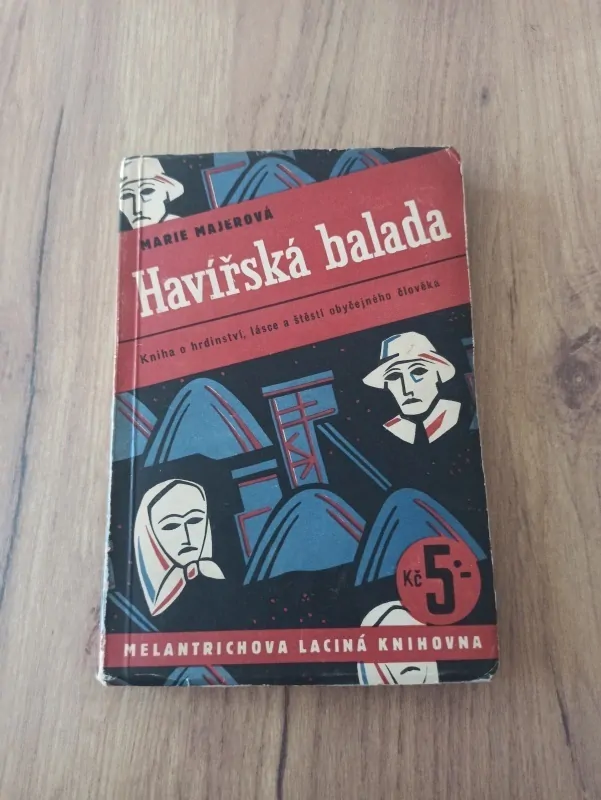 MARIE MAJEROVÁ
Havířská balada
Kniha o hrdinství, lásce a štěstí obyčejného člověka
Kč 5·-
MELANTRICHOVA LACINÁ KNIHOVNA